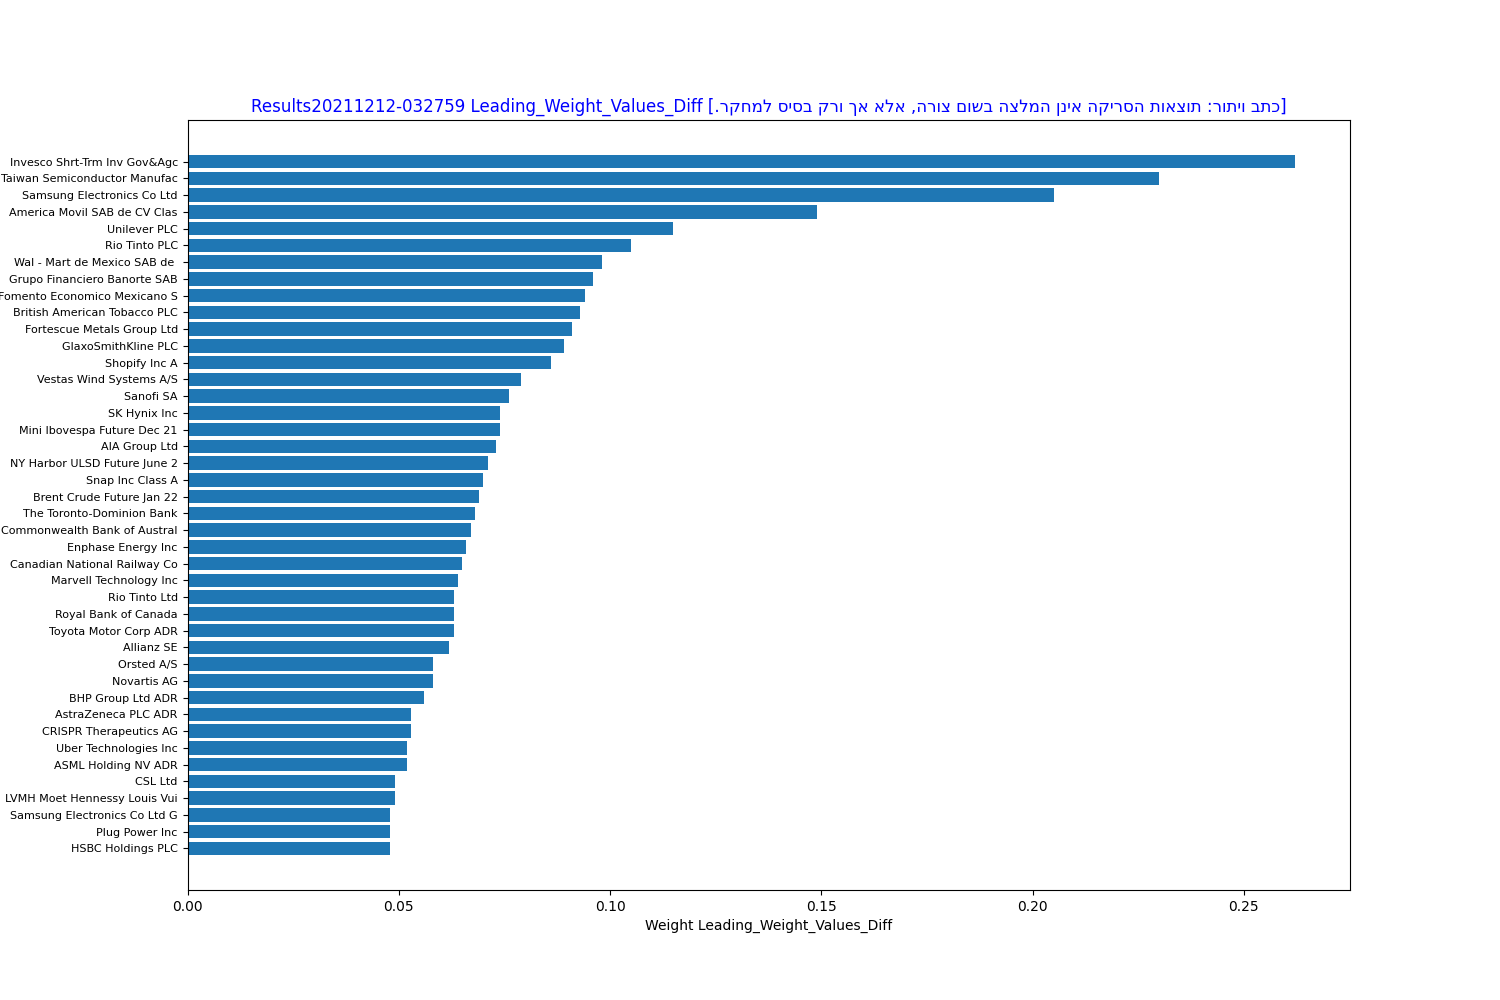 Results20211212-032759 Leading_Weight_Values_Diff [כתב ויתור: תוצאות הסריקה אינן המלצה בשום צורה, אלא אך ורק בסיס למחקר.]
Invesco Shrt-Trm Inv Gov&Agc
Taiwan Semiconductor Manufac
Samsung Electronics Co Ltd
America Movil SAB de CV Clas
Unilever PLC
Rio Tinto PLC
Wal - Mart de Mexico SAB de
Grupo Financiero Banorte SAB
Fomento Economico Mexicano S
British American Tobacco PLC
Fortescue Metals Group Ltd
GlaxoSmithKline PLC
Shopify Inc A
Vestas Wind Systems A/S
Sanofi SA
SK Hynix Inc
Mini Ibovespa Future Dec 21
AIA Group Ltd
NY Harbor ULSD Future June 2
Snap Inc Class A
Brent Crude Future Jan 22
The Toronto-Dominion Bank
Commonwealth Bank of Austral
Enphase Energy Inc
Canadian National Railway Co
Marvell Technology Inc
Rio Tinto Ltd
Royal Bank of Canada
Toyota Motor Corp ADR
Allianz SE
Orsted A/S
Novartis AG
BHP Group Ltd ADR
AstraZeneca PLC ADR
CRISPR Therapeutics AG
Uber Technologies Inc
ASML Holding NV ADR
CSL Ltd
LVMH Moet Hennessy Louis Vui
Samsung Electronics Co Ltd G
Plug Power Inc
HSBC Holdings PLC
0.00 0.05 0.10 0.15 0.20 0.25
Weight Leading_Weight_Values_Diff